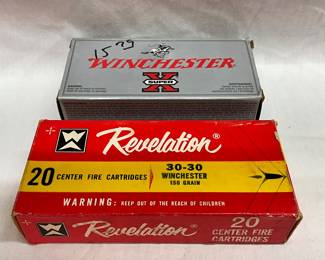 15 29
WINCHESTER
SUPER X
Revelation®
20 CENTER FIRE CARTRIDGES
30-30
WINCHESTER
150 GRAIN
WARNING: KEEP OUT OF THE REACH OF CHILDREN
Revelation®
20
CENTER FIRE
CARTRIDGES